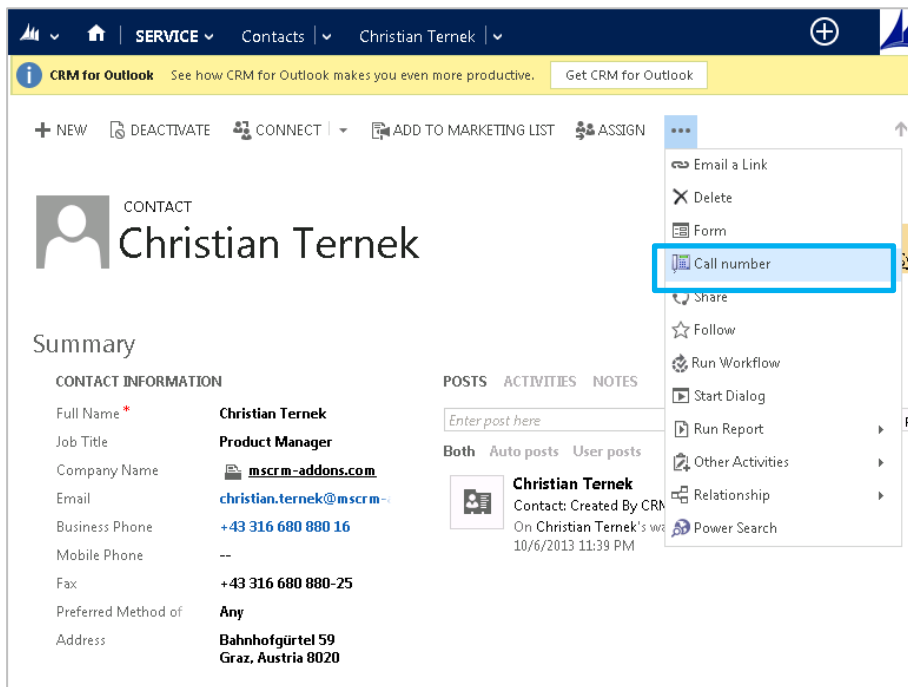 SERVICE Contacts Christian Ternek
CRM for Outlook See how CRM for Outlook makes you even more productive. Get CRM for Outlook
NEW DEACTIVATE CONNECT ADD TO MARKETING LIST ASSIGN •••
Email a Link
Delete
Form
Call number
Share
Follow
Run Workflow
Start Dialog
Run Report
Other Activities
Relationship
Power Search
CONTACT
Christian Ternek
Summary
CONTACT INFORMATION
Full Name* Christian Ternek
Job Title Product Manager
Company Name mscrm-addons.com
Email christian.ternek@mscrm-
Business Phone +43 316 680 880 16
Mobile Phone --
Fax +43 316 680 880-25
Preferred Method of Any
Address Bahnhofgürtel 59
Graz, Austria 8020
POSTS ACTIVITIES NOTES
Enter post here
Both Auto posts User posts
Christian Ternek
Contact: Created By CRM
On Christian Ternek's wa
10/6/2013 11:39 PM